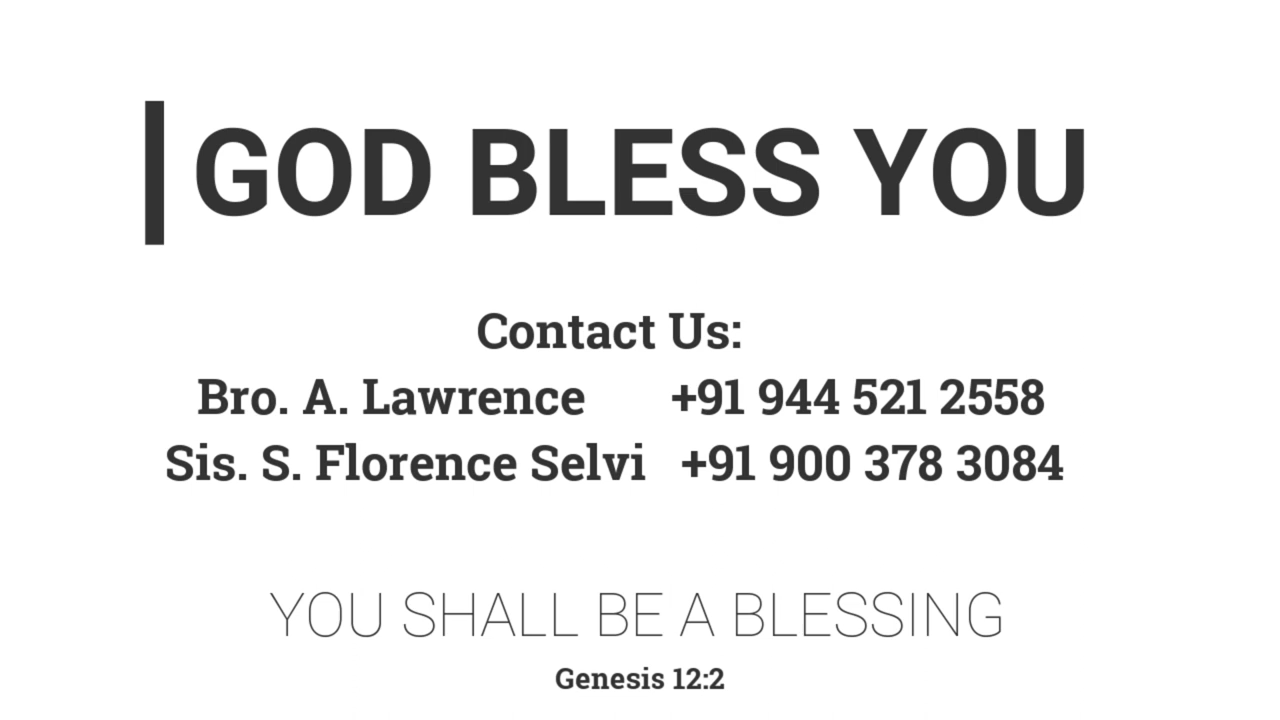 GOD BLESS YOU
Contact Us:
Bro. A. Lawrence +91 944 521 2558
Sis. S. Florence Selvi +91 900 378 3084
YOU SHALL BE A BLESSING
Genesis 12:2